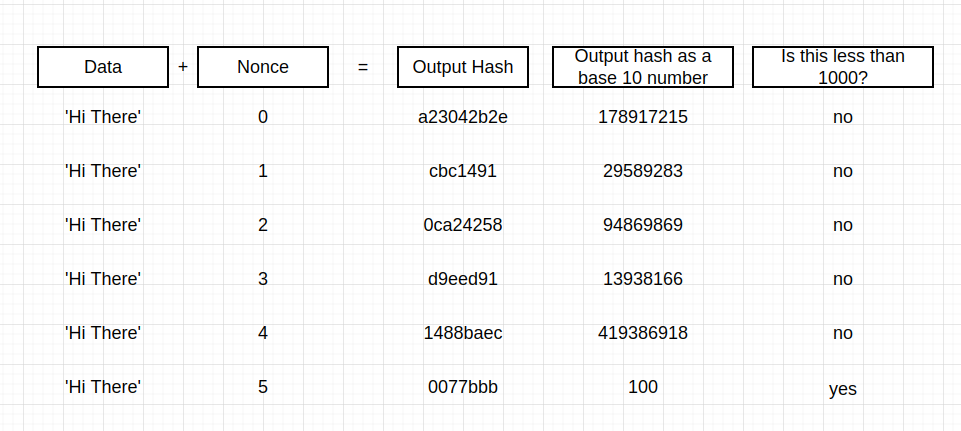 Data + Nonce = Output Hash Output hash as a base 10 number Is this less than 1000?
'Hi There' 0 a23042b2e 178917215 no
'Hi There' 1 cbc1491 29589283 no
'Hi There' 2 0ca24258 94869869 no
'Hi There' 3 d9eed91 13938166 no
'Hi There' 4 1488baec 419386918 no
'Hi There' 5 0077bbb 100 yes